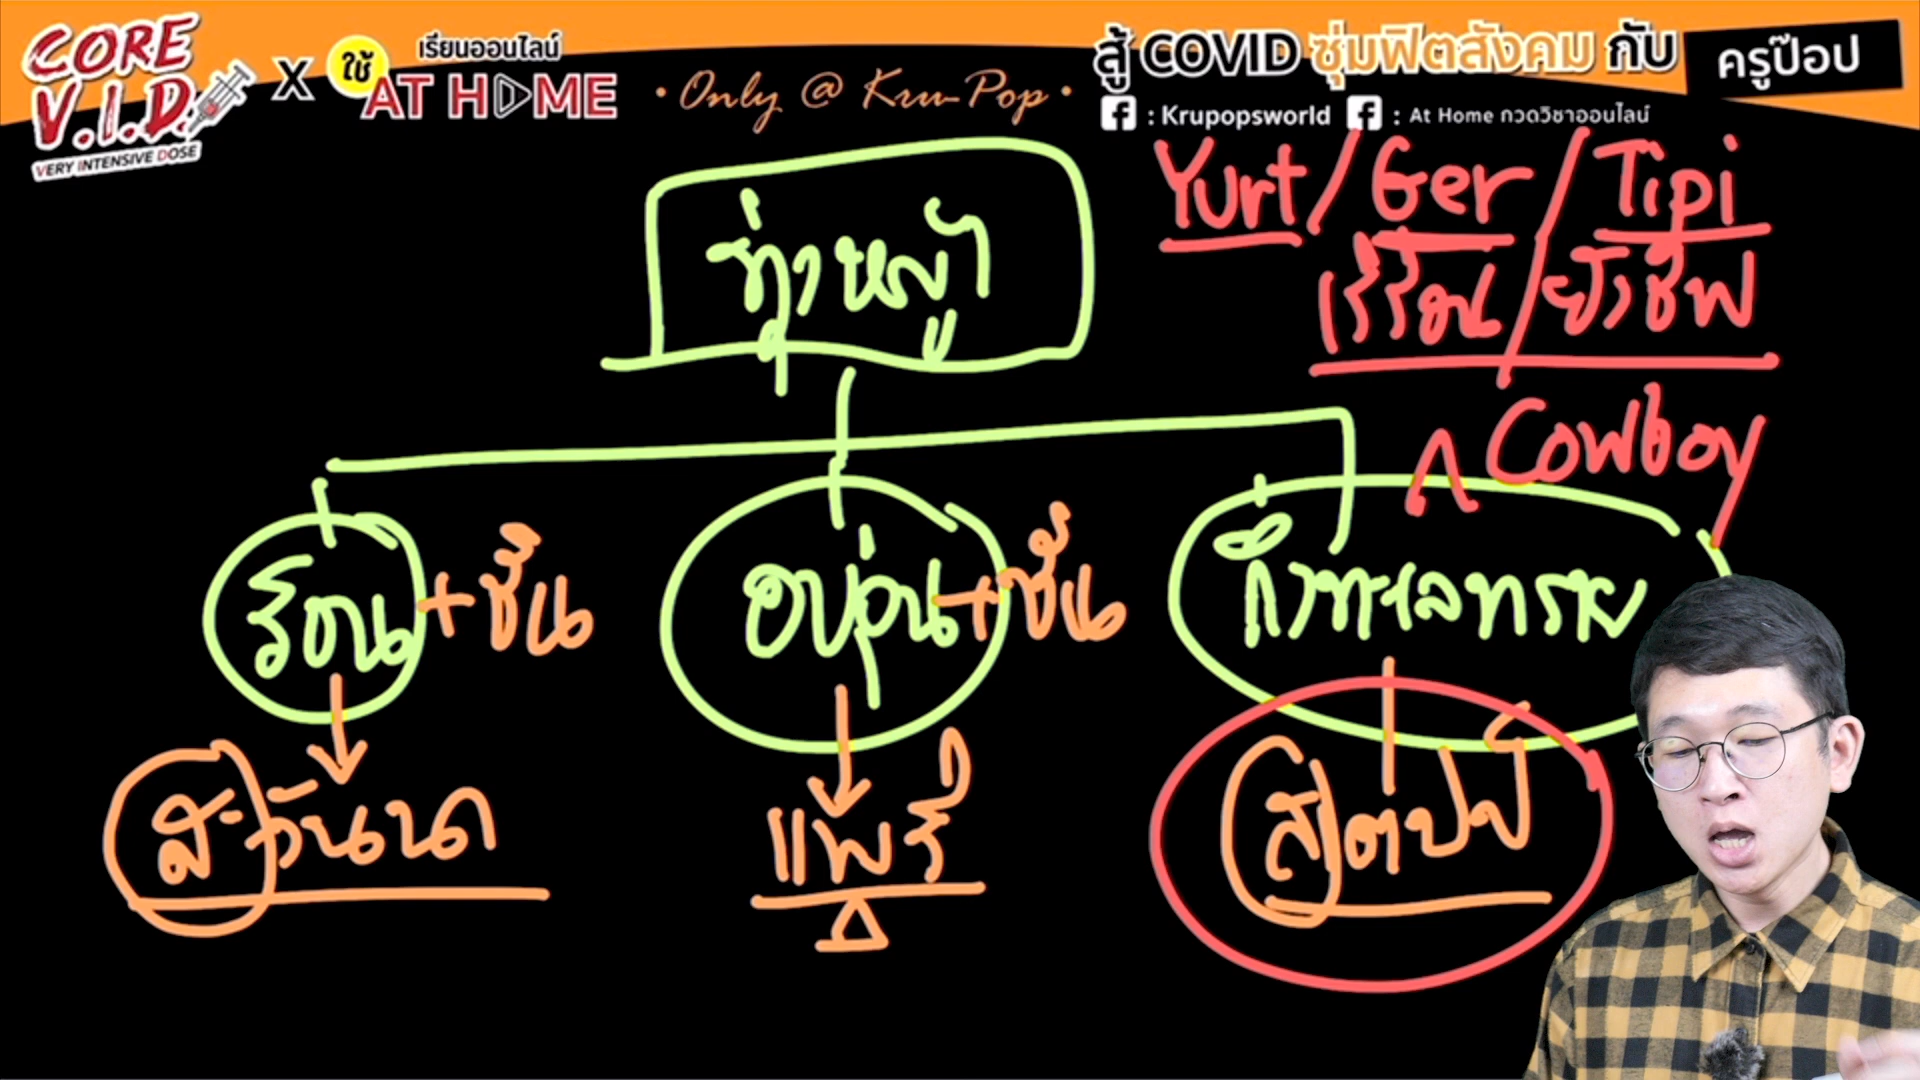 CORE
V.I.D.
VERY INTENSIVE DOSE
X
ใช้
เรียนออนไลน์
AT HOME
• Only @ Kru-Pop •
สู้ COVID ซุ่มฟิตสังคม กับ ครูป๊อป
: Krupopsworld : At Home กวดวิชาออนไลน์
Yurt/Ger/Tipi
เร่ร่อน/ยังชีพ
Cowboy
ทุ่งหญ้า
ร้อน+ชื้น
อบอุ่น+ชื้น
กึ่งทะเลทราย
สะวันนา
แพรี
สเตปป์